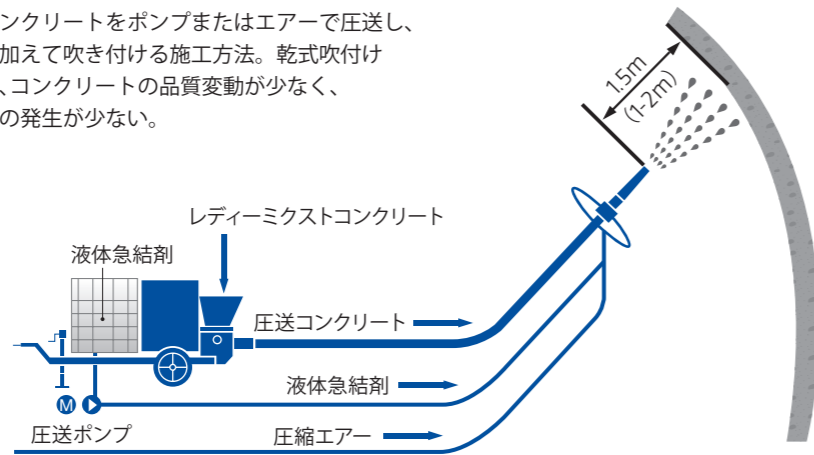 ンクリートをポンプまたはエアーで圧送し、
加えて吹き付ける施工方法。乾式吹付け
、コンクリートの品質変動が少なく、
の発生が少ない。
1.5m
(1-2m)
レディーミクストコンクリート
液体急結剤
圧送コンクリート
液体急結剤
M
圧送ポンプ
圧縮エアー